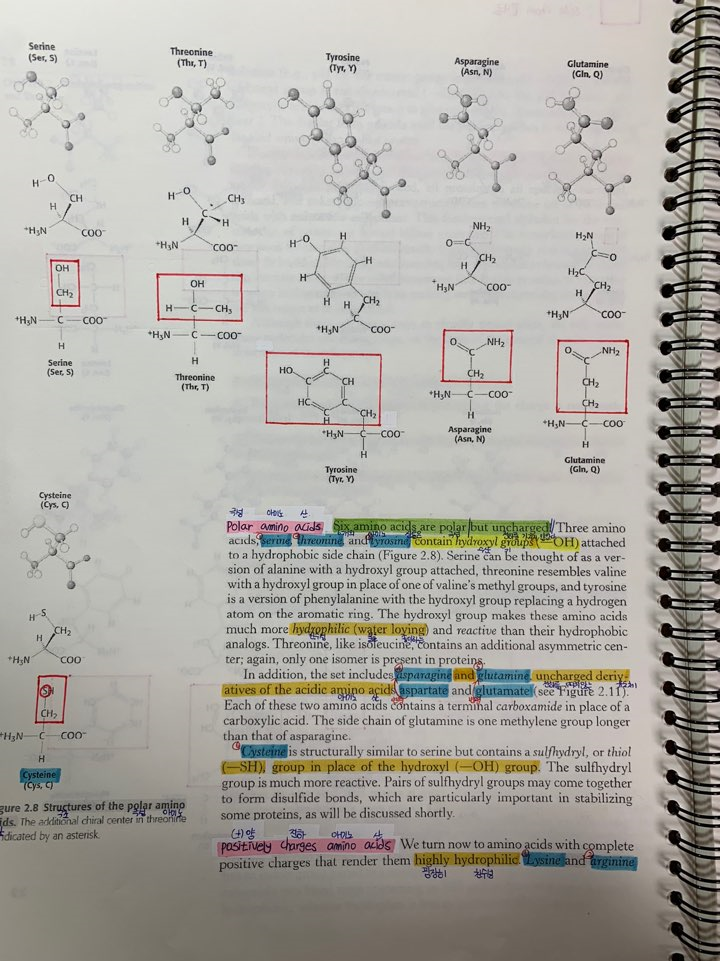 Serine
(Ser, S)
Threonine
(Thr, T)
Tyrosine
(Tyr, Y)
Asparagine
(Asn, N)
Glutamine
(Gln, Q)
H O
CH
H
+H3N COO–
H O
CH3
C *
H H
+H3N COO–
HO H
H
H
H H
CH2
C
+H3N COO–
NH2
O C
CH2
H
+H3N COO–
H2N
C O
H2C
CH2
H
+H3N COO–
OH
CH2
+H3N C COO–
H
Serine
(Ser, S)
OH
H C CH3
+H3N C COO–
H
Threonine
(Thr, T)
HO H
C
CH
HC C
C
H CH2
+H3N C COO–
H
Tyrosine
(Tyr, Y)
O C NH2
CH2
+H3N C COO–
H
Asparagine
(Asn, N)
O C NH2
CH2
CH2
+H3N C COO–
H
Glutamine
(Gln, Q)
Cysteine
(Cys, C)
H S
CH2
H C
+H3N COO–
SH
CH2
+H3N C COO–
H
Cysteine
(Cys, C)
gure 2.8 Structures of the polar amino
ids. The additional chiral center in threonine
dicated by an asterisk.
극성 아미노 산
Polar amino acids Six amino acids are polar but uncharged. Three amino
acids, serine, threonine, and tyrosine contain hydroxyl groups (—OH) attached
to a hydrophobic side chain (Figure 2.8). Serine can be thought of as a ver-
sion of alanine with a hydroxyl group attached, threonine resembles valine
with a hydroxyl group in place of one of valine's methyl groups, and tyrosine
is a version of phenylalanine with the hydroxyl group replacing a hydrogen
atom on the aromatic ring. The hydroxyl group makes these amino acids
much more hydrophilic (water loving) and reactive than their hydrophobic
analogs. Threonine, like isoleucine, contains an additional asymmetric cen-
ter; again, only one isomer is present in proteins.
In addition, the set includes asparagine and glutamine, uncharged deriv-
atives of the acidic amino acids aspartate and glutamate (see Figure 2.11).
Each of these two amino acids contains a terminal carboxamide in place of a
carboxylic acid. The side chain of glutamine is one methylene group longer
than that of asparagine.
Cysteine is structurally similar to serine but contains a sulfhydryl, or thiol
(—SH), group in place of the hydroxyl (—OH) group. The sulfhydryl
group is much more reactive. Pairs of sulfhydryl groups may come together
to form disulfide bonds, which are particularly important in stabilizing
some proteins, as will be discussed shortly.
(+)양 전하 아미노 산
positively charges amino acids We turn now to amino acids with complete
positive charges that render them highly hydrophilic Lysine and arginine
굉장히 친수성